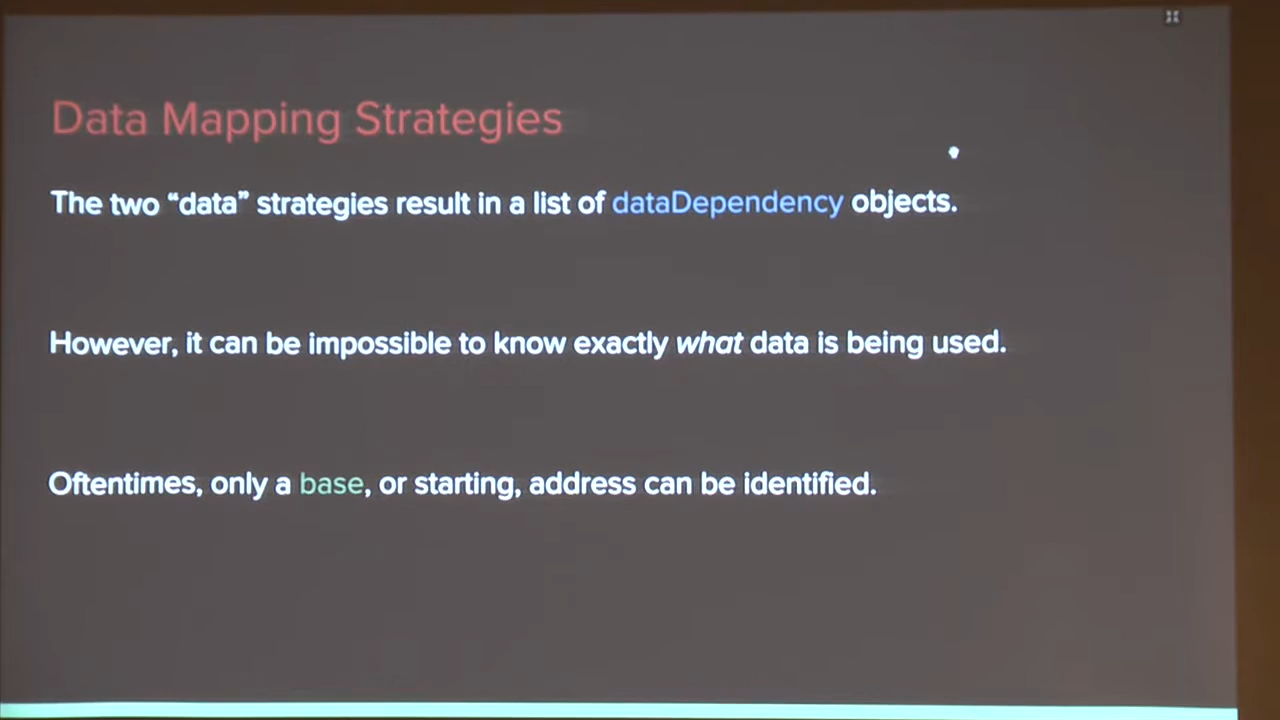 Data Mapping Strategies
The two “data” strategies result in a list of dataDependency objects.
However, it can be impossible to know exactly what data is being used.
Oftentimes, only a base, or starting, address can be identified.